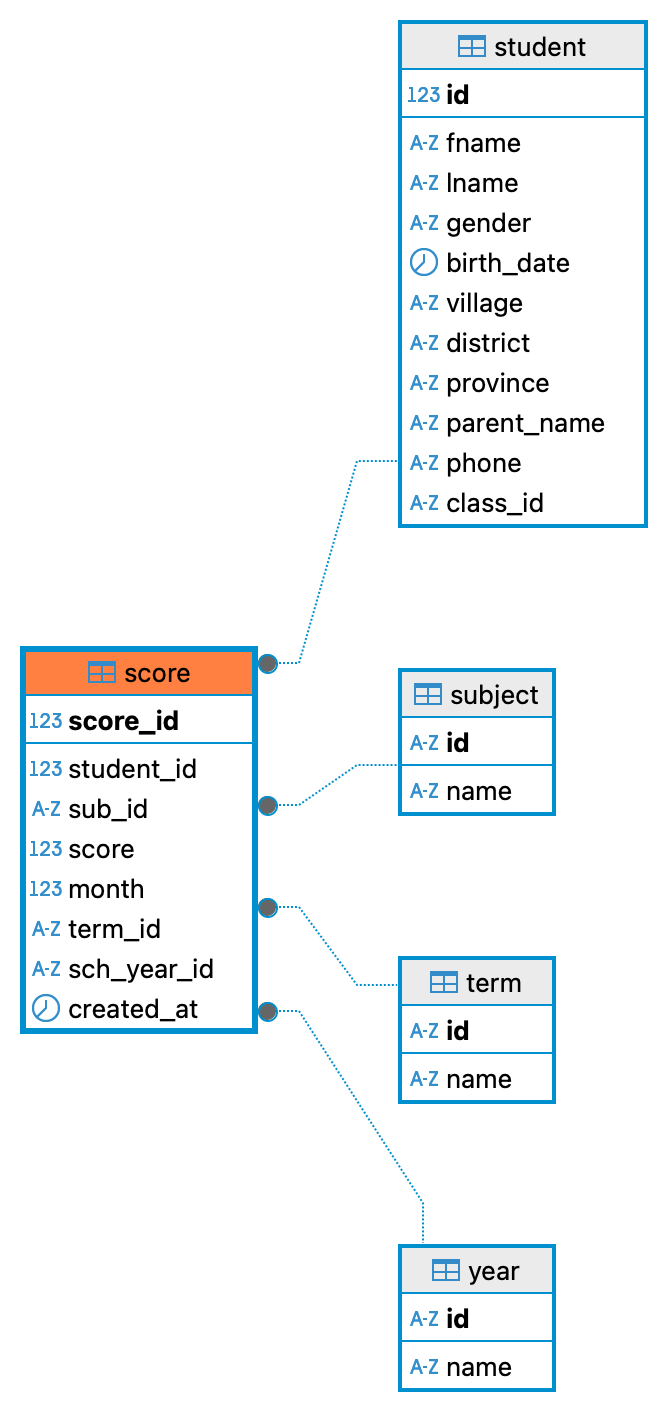 student
123 id
A-Z fname
A-Z lname
A-Z gender
birth_date
A-Z village
A-Z district
A-Z province
A-Z parent_name
A-Z phone
A-Z class_id
score
123 score_id
123 student_id
A-Z sub_id
123 score
123 month
A-Z term_id
A-Z sch_year_id
created_at
subject
A-Z id
A-Z name
term
A-Z id
A-Z name
year
A-Z id
A-Z name